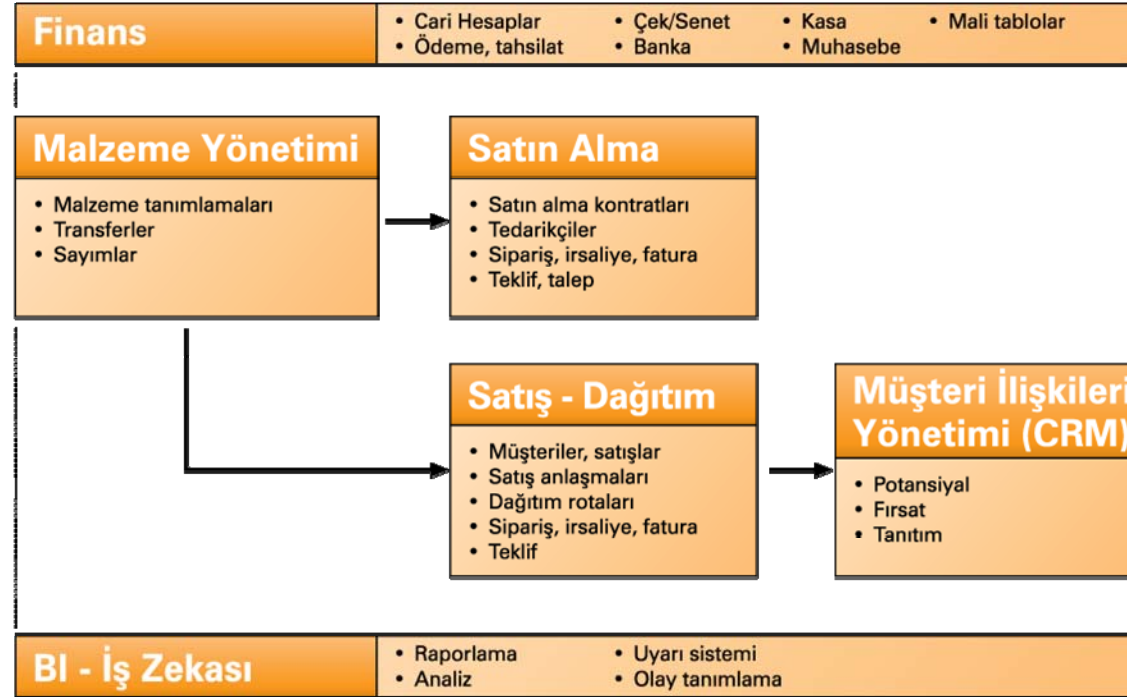 Finans
• Cari Hesaplar • Çek/Senet • Kasa • Mali tablolar
• Ödeme, tahsilat • Banka • Muhasebe
Malzeme Yönetimi
• Malzeme tanımlamaları
• Transferler
• Sayımlar
Satın Alma
• Satın alma kontratları
• Tedarikçiler
• Sipariş, irsaliye, fatura
• Teklif, talep
Satış - Dağıtım
• Müşteriler, satışlar
• Satış anlaşmaları
• Dağıtım rotaları
• Sipariş, irsaliye, fatura
• Teklif
Müşteri İlişkileri
Yönetimi (CRM)
• Potansiyal
• Fırsat
• Tanıtım
BI - İş Zekası
• Raporlama • Uyarı sistemi
• Analiz • Olay tanımlama